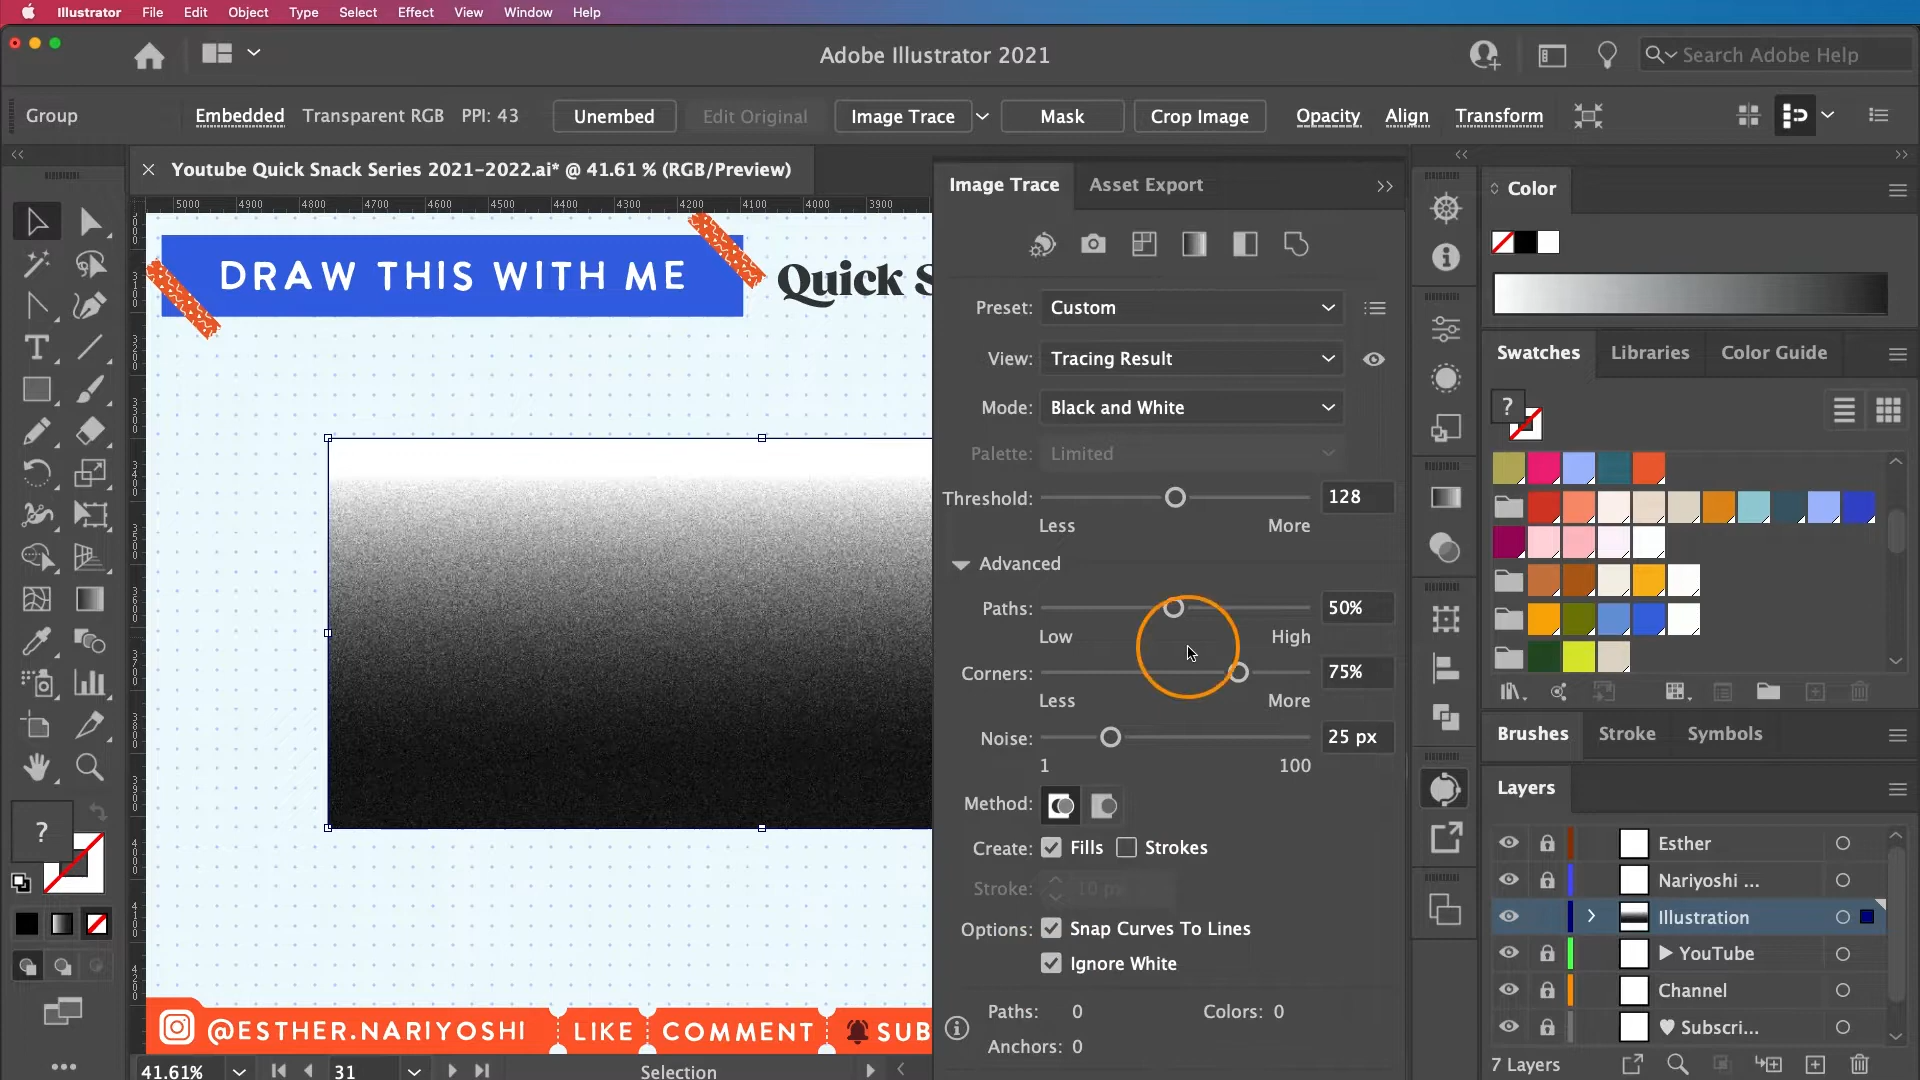 Illustrator File Edit Object Type Select Effect View Window Help
Adobe Illustrator 2021
Search Adobe Help
Group Embedded Transparent RGB PPI: 43 Unembed Edit Original Image Trace Mask Crop Image Opacity Align Transform
Youtube Quick Snack Series 2021-2022.ai* @ 41.61 % (RGB/Preview)
5000 4900 4800 4700 4600 4500 4400 4300 4200 4100 4000 3900
DRAW THIS WITH ME
Quick S
@ESTHER.NARIYOSHI LIKE COMMENT SUB
41.61% 31 Selection
Image Trace Asset Export
Preset: Custom
View: Tracing Result
Mode: Black and White
Palette: Limited
Threshold: 128
Less More
Advanced
Paths: 50%
Low High
Corners: 75%
Less More
Noise: 25 px
1 100
Method:
Create: Fills Strokes
Stroke: 10 px
Options: Snap Curves To Lines
Ignore White
Paths: 0 Colors: 0
Anchors: 0
Color
Swatches Libraries Color Guide
?
Brushes Stroke Symbols
Layers
Esther
Nariyoshi ...
Illustration
▶ YouTube
Channel
♥ Subscri...
7 Layers
?